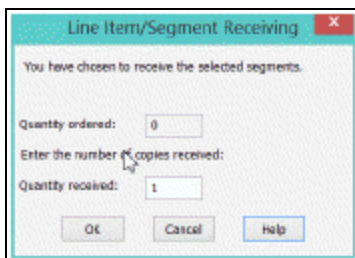 Line Item/Segment Receiving
You have chosen to receive the selected segments.
Quantity ordered: 0
Enter the number of copies received:
Quantity received: 1
OK Cancel Help